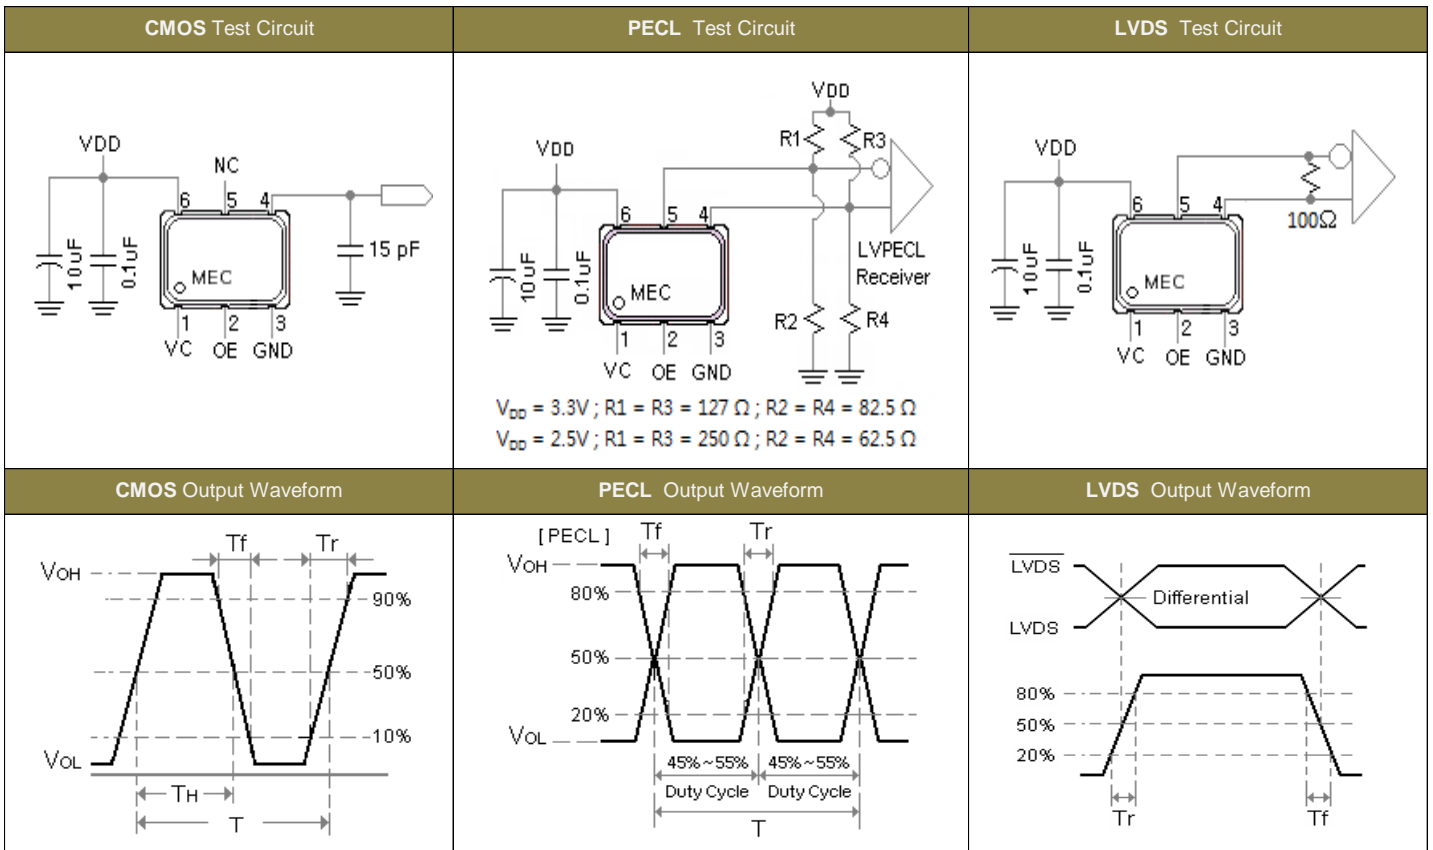 CMOS Test Circuit
PECL Test Circuit
LVDS Test Circuit
VDD
NC
6
5
4
10uF
0.1uF
MEC
15 pF
1
2
3
VC
OE
GND
VDD
R1
R3
VDD
6
5
4
10uF
0.1uF
MEC
LVPECL
Receiver
R2
R4
1
2
3
VC
OE
GND
VDD = 3.3V ; R1 = R3 = 127 Ω ; R2 = R4 = 82.5 Ω
VDD = 2.5V ; R1 = R3 = 250 Ω ; R2 = R4 = 62.5 Ω
VDD
6
5
4
100Ω
10uF
0.1uF
MEC
1
2
3
VC
OE
GND
CMOS Output Waveform
PECL Output Waveform
LVDS Output Waveform
Tf
Tr
VOH
90%
50%
10%
VOL
TH
T
[ PECL ]
Tf
Tr
VOH
80%
50%
20%
VOL
45%~55%
45%~55%
Duty Cycle
Duty Cycle
T
LVDS
Differential
LVDS
80%
50%
20%
Tr
Tf